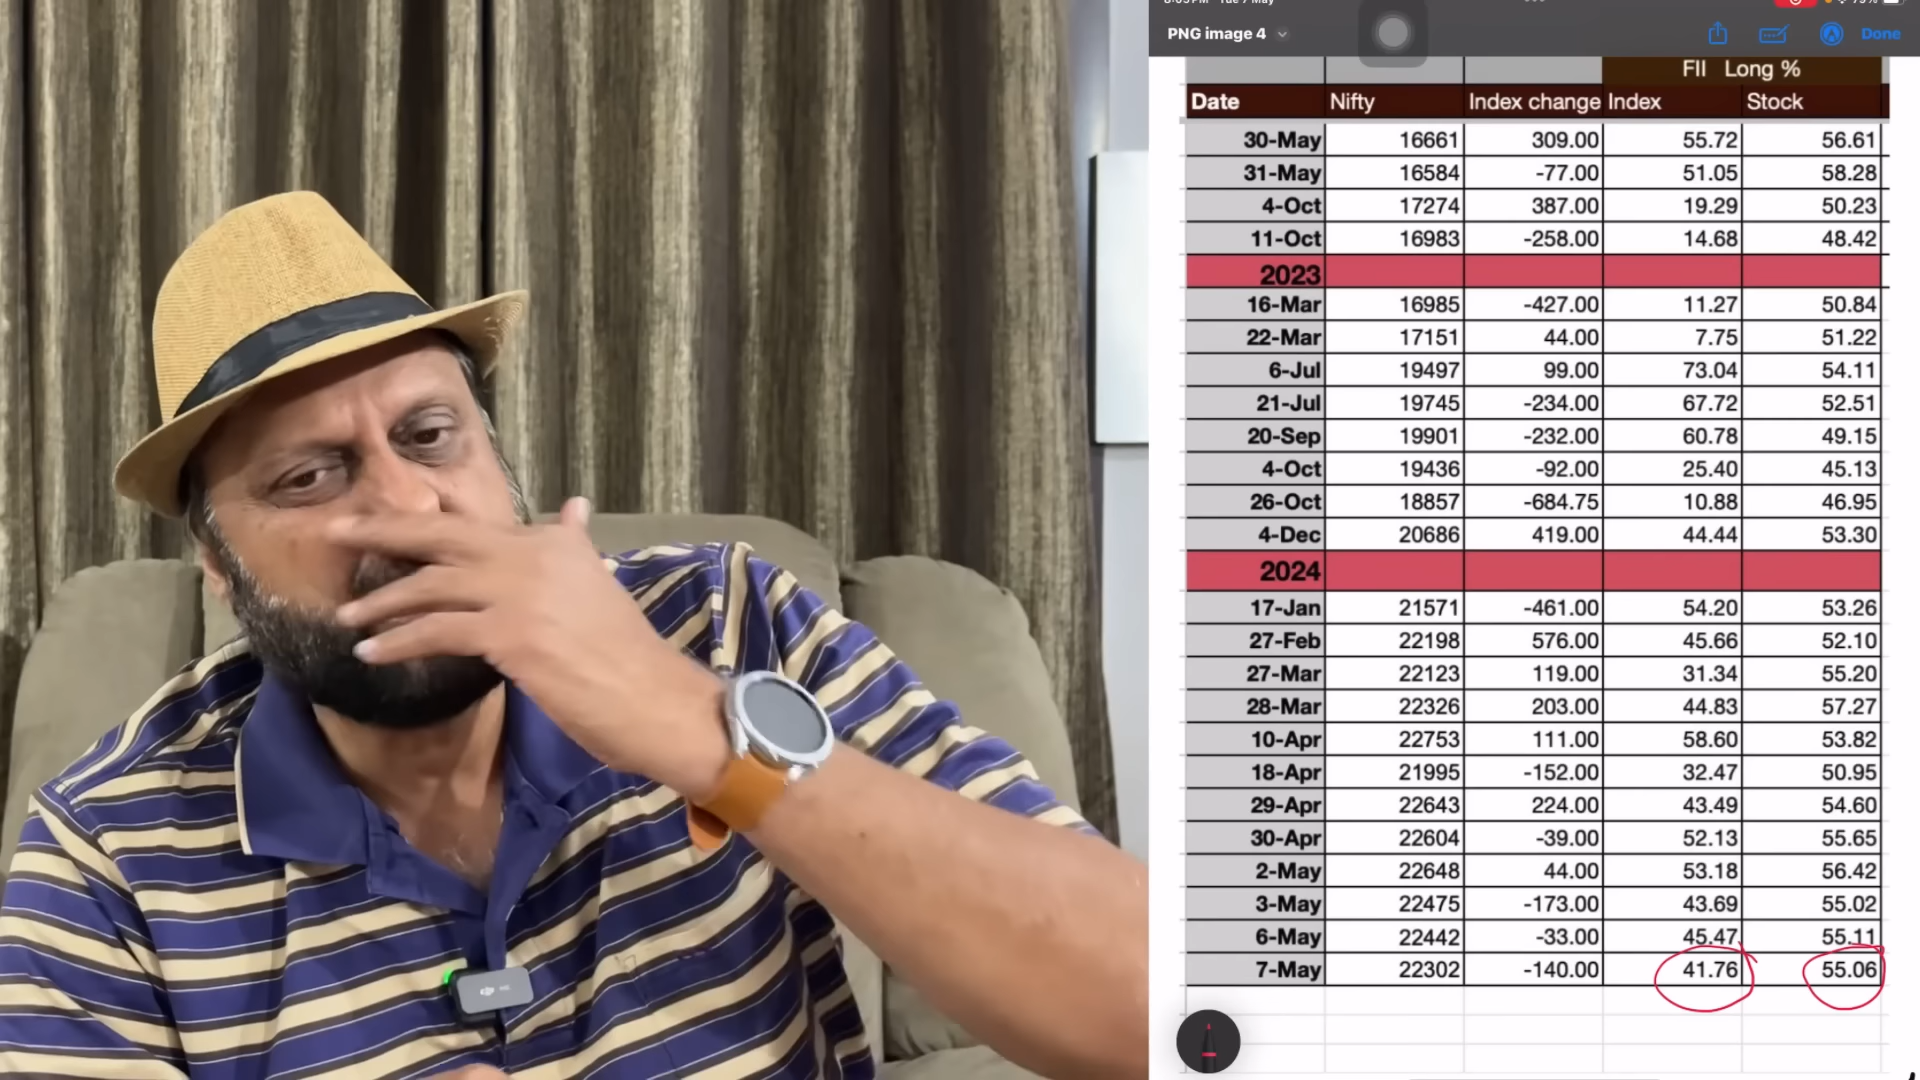 8:03 PM Tue 7 May
75%
PNG image 4
Done
FII Long %
Date Nifty Index change Index Stock
30-May 16661 309.00 55.72 56.61
31-May 16584 -77.00 51.05 58.28
4-Oct 17274 387.00 19.29 50.23
11-Oct 16983 -258.00 14.68 48.42
2023
16-Mar 16985 -427.00 11.27 50.84
22-Mar 17151 44.00 7.75 51.22
6-Jul 19497 99.00 73.04 54.11
21-Jul 19745 -234.00 67.72 52.51
20-Sep 19901 -232.00 60.78 49.15
4-Oct 19436 -92.00 25.40 45.13
26-Oct 18857 -684.75 10.88 46.95
4-Dec 20686 419.00 44.44 53.30
2024
17-Jan 21571 -461.00 54.20 53.26
27-Feb 22198 576.00 45.66 52.10
27-Mar 22123 119.00 31.34 55.20
28-Mar 22326 203.00 44.83 57.27
10-Apr 22753 111.00 58.60 53.82
18-Apr 21995 -152.00 32.47 50.95
29-Apr 22643 224.00 43.49 54.60
30-Apr 22604 -39.00 52.13 55.65
2-May 22648 44.00 53.18 56.42
3-May 22475 -173.00 43.69 55.02
6-May 22442 -33.00 45.47 55.11
7-May 22302 -140.00 41.76 55.06
dji